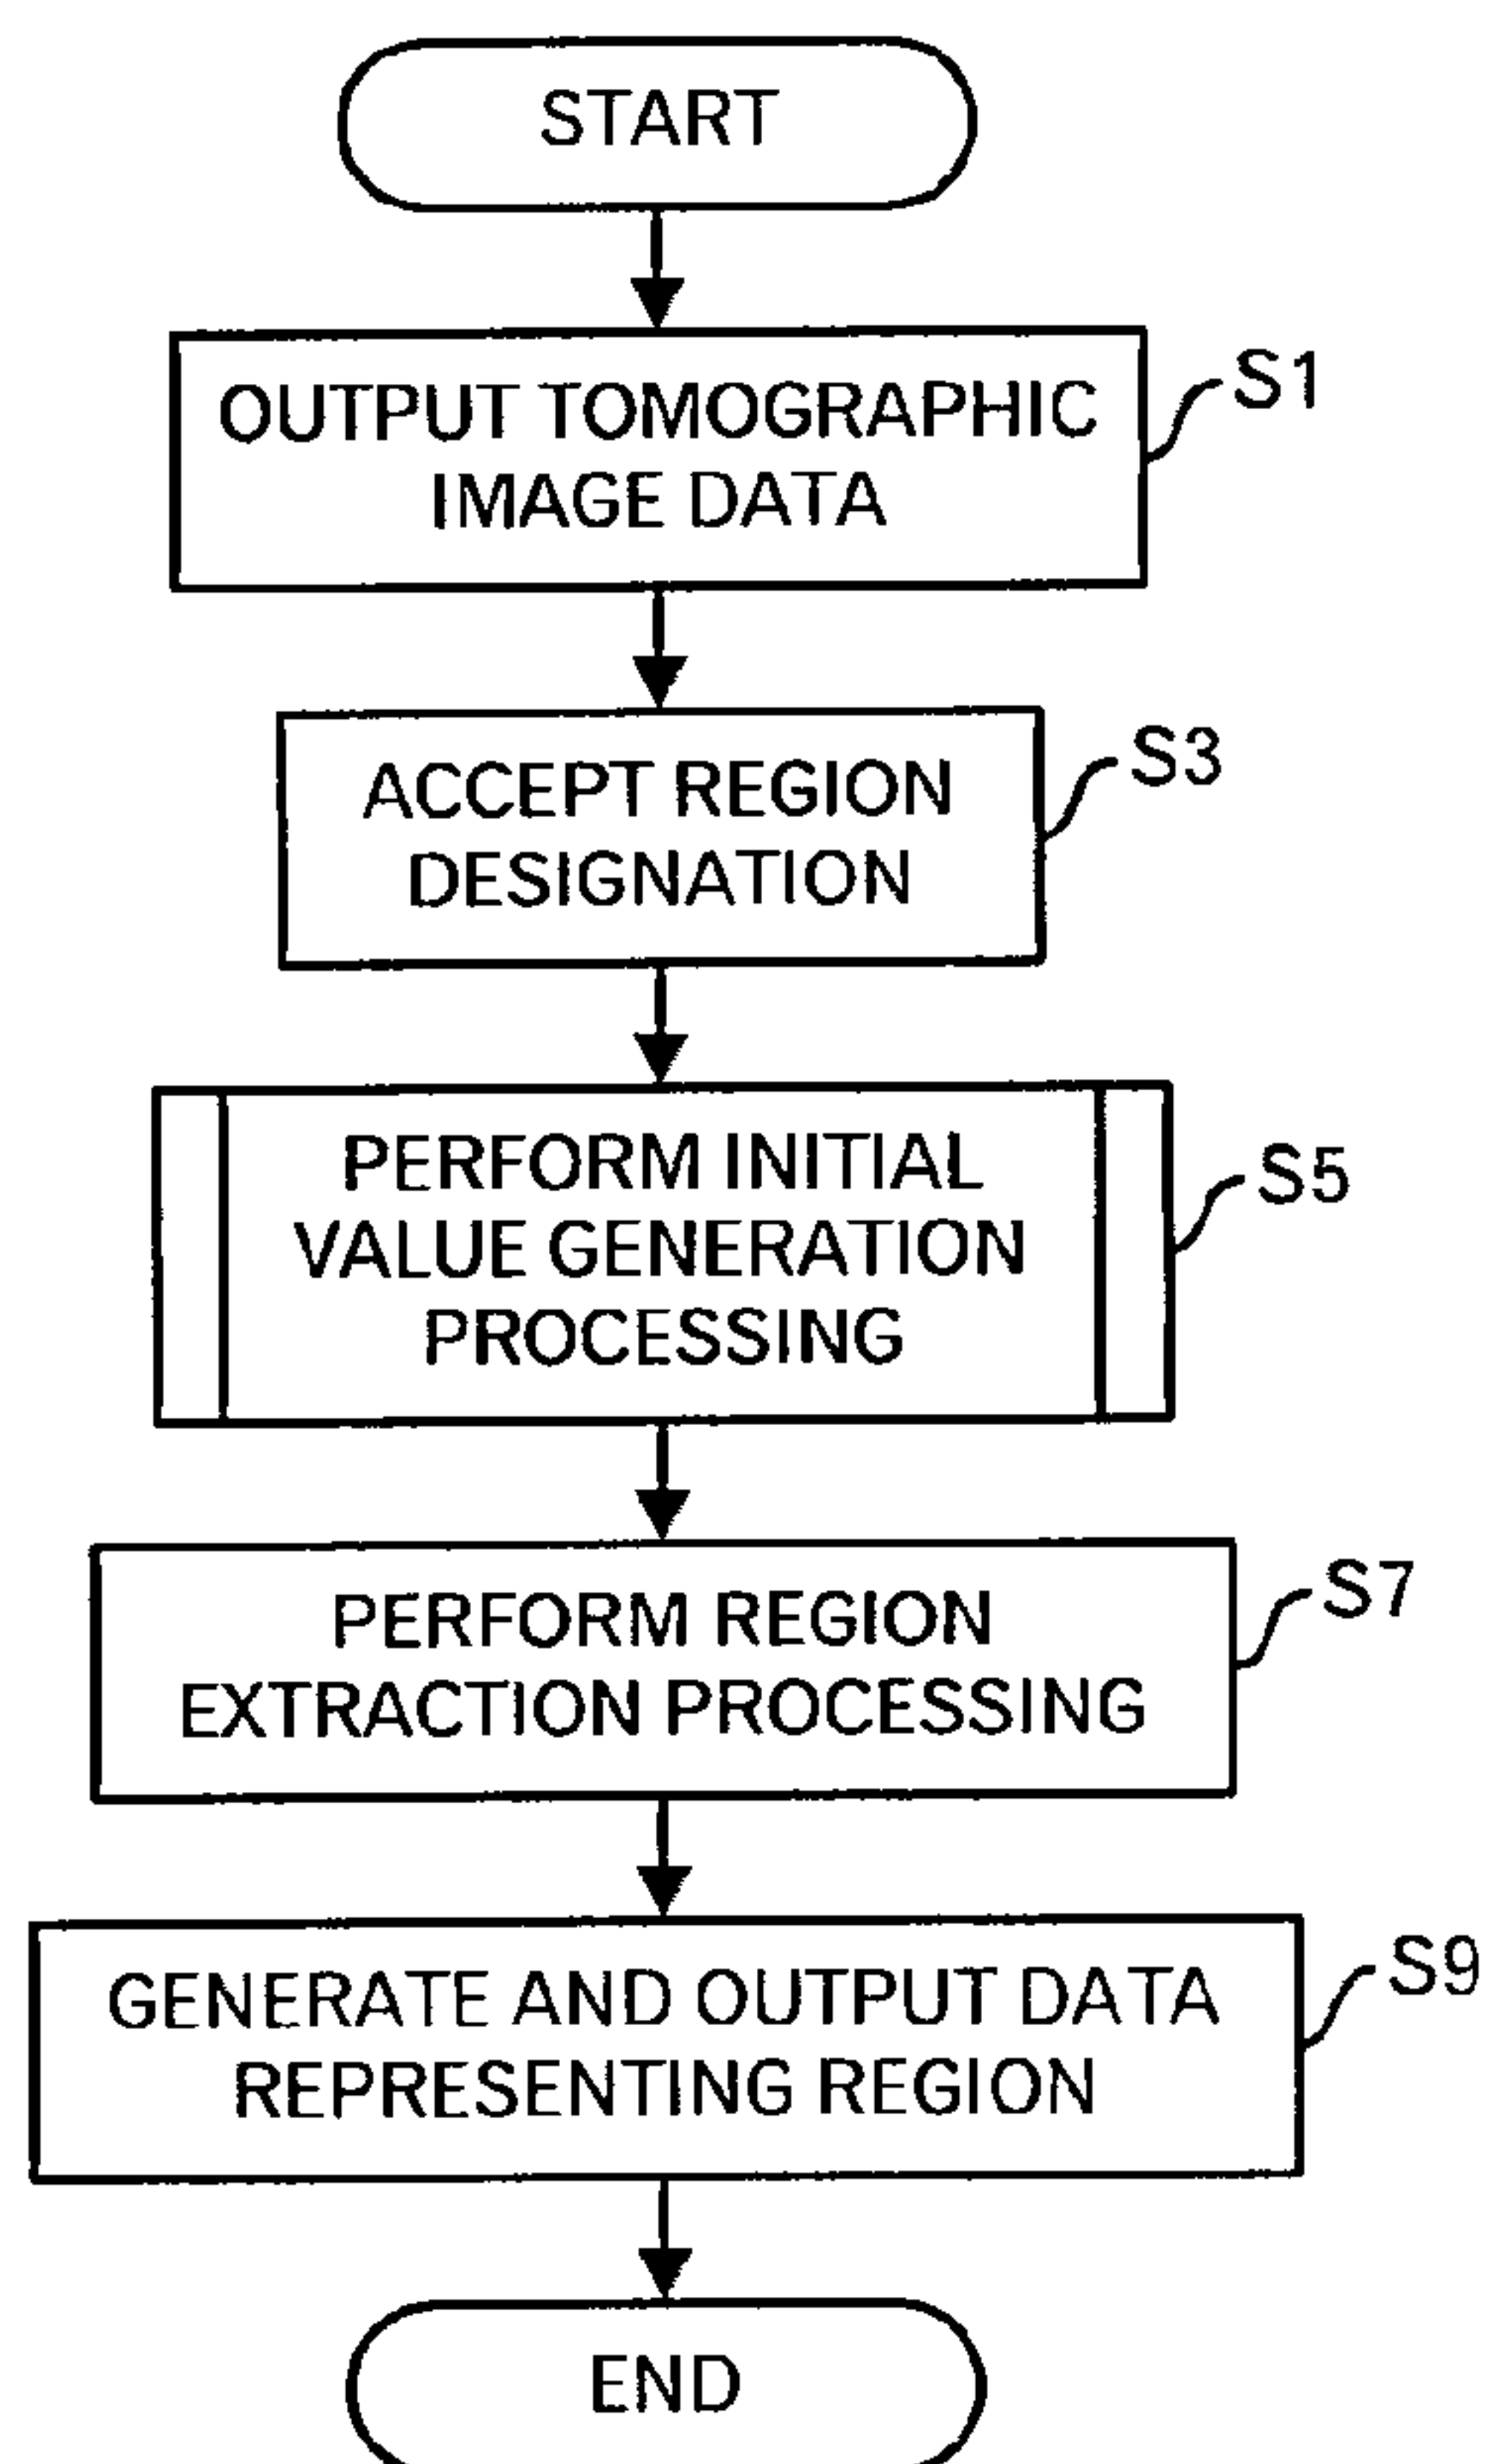 START
OUTPUT TOMOGRAPHIC
IMAGE DATA
S1
ACCEPT REGION
DESIGNATION
S3
PERFORM INITIAL
VALUE GENERATION
PROCESSING
S5
PERFORM REGION
EXTRACTION PROCESSING
S7
GENERATE AND OUTPUT DATA
REPRESENTING REGION
S9
END